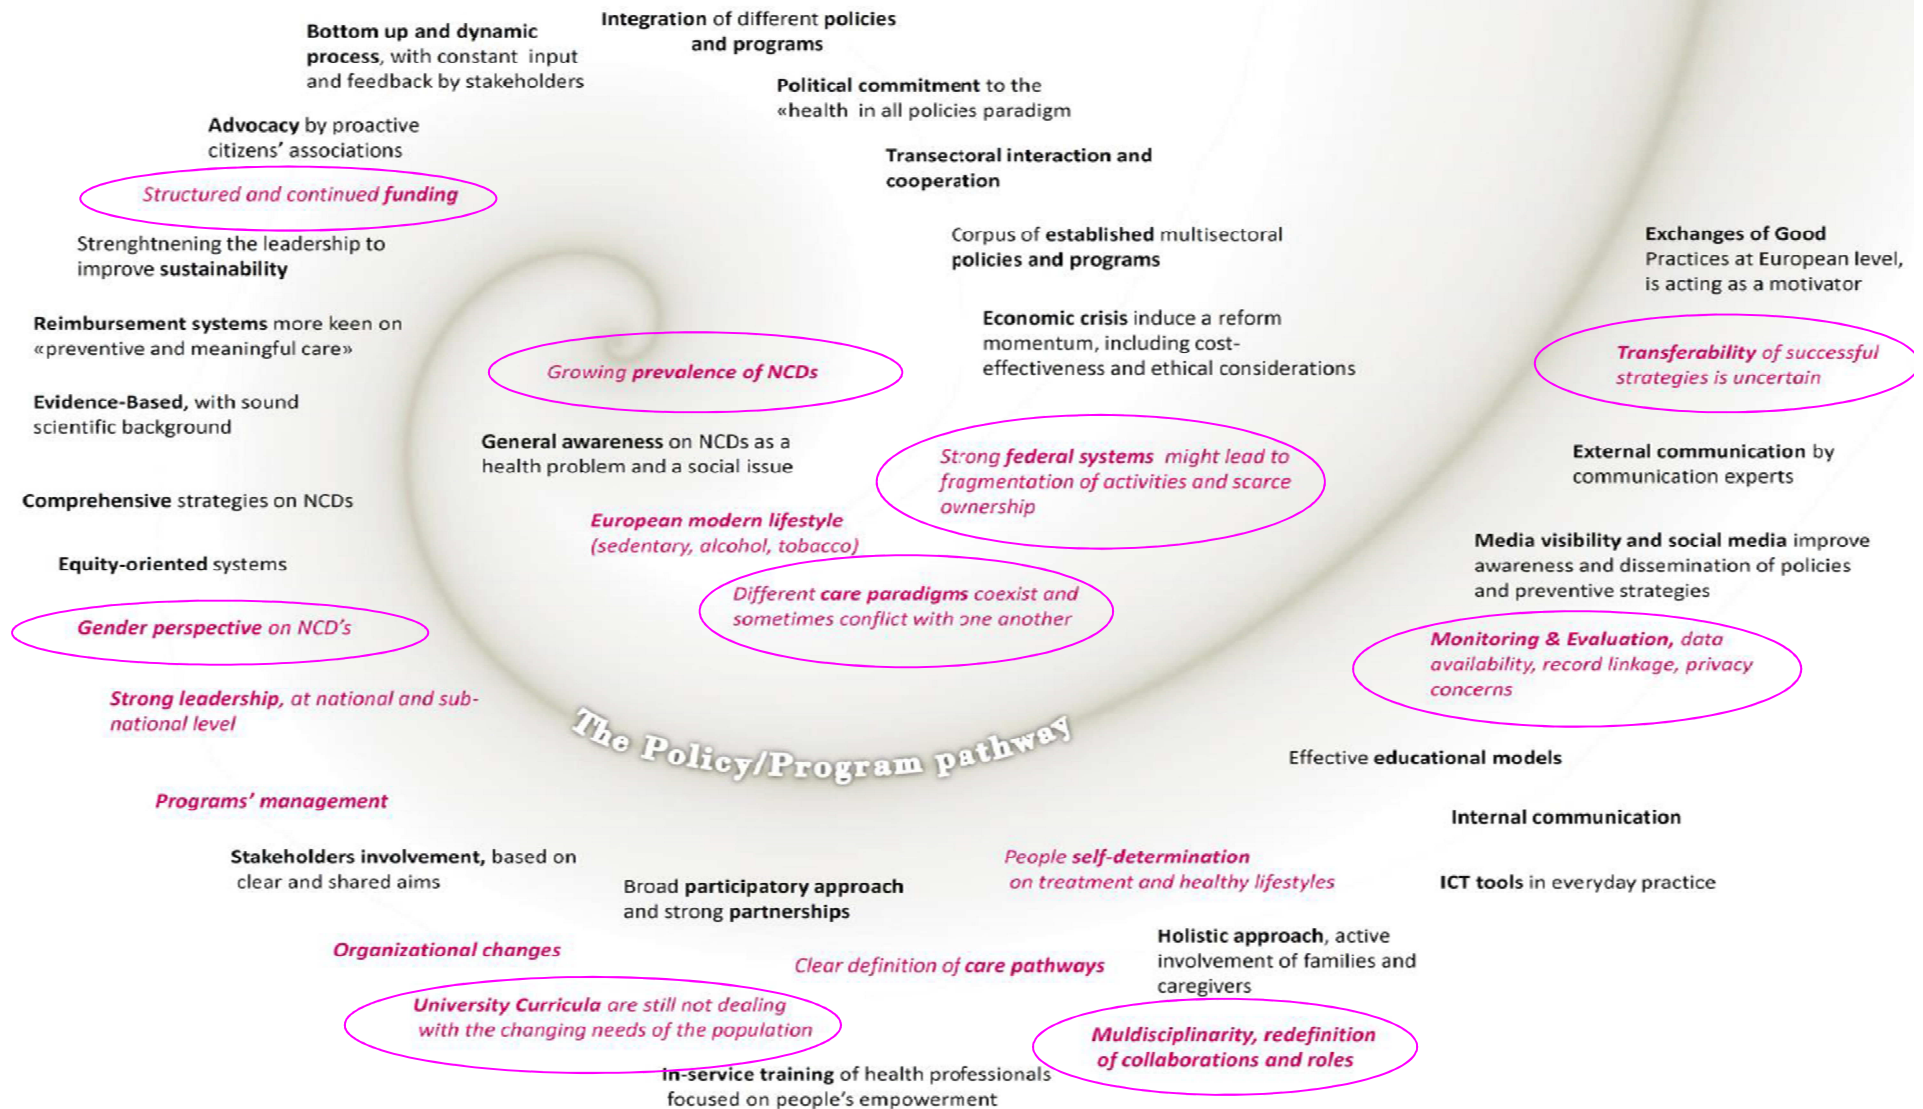 Integration of different policies
and programs
Bottom up and dynamic
process, with constant input
and feedback by stakeholders
Political commitment to the
«health in all policies paradigm
Advocacy by proactive
citizens' associations
Transectoral interaction and
cooperation
Structured and continued funding
Strenghtnening the leadership to
improve sustainability
Corpus of established multisectoral
policies and programs
Exchanges of Good
Practices at European level,
is acting as a motivator
Reimbursement systems more keen on
«preventive and meaningful care»
Economic crisis induce a reform
momentum, including cost-
effectiveness and ethical considerations
Growing prevalence of NCDs
Transferability of successful
strategies is uncertain
Evidence-Based, with sound
scientific background
General awareness on NCDs as a
health problem and a social issue
Strong federal systems might lead to
fragmentation of activities and scarce
ownership
External communication by
communication experts
Comprehensive strategies on NCDs
European modern lifestyle
(sedentary, alcohol, tobacco)
Media visibility and social media improve
awareness and dissemination of policies
and preventive strategies
Equity-oriented systems
Different care paradigms coexist and
sometimes conflict with one another
Gender perspective on NCD's
Monitoring & Evaluation, data
availability, record linkage, privacy
concerns
Strong leadership, at national and sub-
national level
The Policy/Program pathway
Effective educational models
Programs' management
Internal communication
Stakeholders involvement, based on
clear and shared aims
People self-determination
on treatment and healthy lifestyles
Broad participatory approach
and strong partnerships
ICT tools in everyday practice
Organizational changes
Clear definition of care pathways
Holistic approach, active
involvement of families and
caregivers
University Curricula are still not dealing
with the changing needs of the population
Muldisciplinarity, redefinition
of collaborations and roles
In-service training of health professionals
focused on people's empowerment